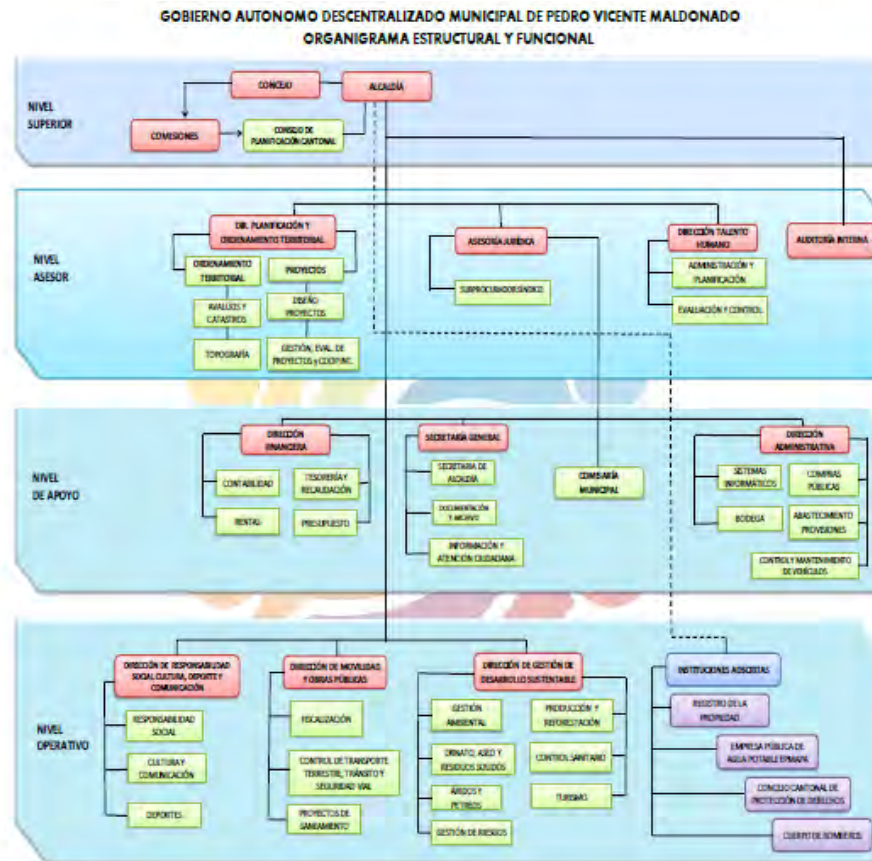 GOBIERNO AUTONOMO DESCENTRALIZADO MUNICIPAL DE PEDRO VICENTE MALDONADO
ORGANIGRAMA ESTRUCTURAL Y FUNCIONAL
NIVEL
SUPERIOR
CONCEJO
ALCALDÍA
COMISIONES
CONSEJO DE
PLANIFICACIÓN CANTONAL
NIVEL
ASESOR
DIR. PLANIFICACIÓN Y
ORDENAMIENTO TERRITORIAL
ORDENAMIENTO
TERRITORIAL
PROYECTOS
AVALÚOS Y
CATASTROS
DISEÑO
PROYECTOS
TOPOGRAFÍA
GESTIÓN, EVAL. DE
PROYECTOS y COOP.INC.
ASESORÍA JURÍDICA
SUBPROCURADOR SÍNDICO
DIRECCIÓN TALENTO
HUMANO
ADMINISTRACIÓN Y
PLANIFICACIÓN
EVALUACIÓN Y CONTROL
AUDITORÍA INTERNA
NIVEL
DE APOYO
DIRECCIÓN
FINANCIERA
CONTABILIDAD
TESORERÍA Y
RECAUDACIÓN
RENTAS
PRESUPUESTO
SECRETARÍA GENERAL
SECRETARIA DE
ALCALDÍA
DOCUMENTACIÓN
Y ARCHIVO
INFORMACIÓN Y
ATENCIÓN CIUDADANA
COMISARÍA
MUNICIPAL
DIRECCIÓN
ADMINISTRATIVA
SISTEMAS
INFORMÁTICOS
COMPRAS
PÚBLICAS
BODEGA
ABASTECIMIENTO
PROVISIONES
CONTROL Y MANTENIMIENTO
DE VEHÍCULOS
NIVEL
OPERATIVO
DIRECCIÓN DE RESPONSABILIDAD
SOCIAL CULTURA, DEPORTE Y
COMUNICACIÓN
RESPONSABILIDAD
SOCIAL
CULTURA Y
COMUNICACIÓN
DEPORTES
DIRECCIÓN DE MOVILIDAD
Y OBRAS PÚBLICAS
FISCALIZACIÓN
CONTROL DE TRANSPORTE
TERRESTRE, TRÁNSITO Y
SEGURIDAD VIAL
PROYECTOS DE
SANEAMIENTO
DIRECCIÓN DE GESTIÓN DE
DESARROLLO SUSTENTABLE
GESTIÓN
AMBIENTAL
PRODUCCIÓN Y
REFORESTACIÓN
ORNATO, ASEO Y
RESIDUOS SOLIDOS
CONTROL SANITARIO
ÁRIDOS Y
PETREOS
TURISMO
GESTIÓN DE RIESGOS
INSTITUCIONES ADSCRITAS
REGISTRO DE LA
PROPIEDAD
EMPRESA PÚBLICA DE
AGUA POTABLE EPMAPA
CONCEJO CANTONAL DE
PROTECCIÓN DE DERECHOS
CUERPO DE BOMBEROS